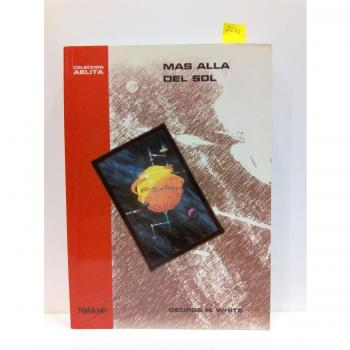 COLECCION
AELITA
MAS ALLA
DEL SOL
GEORGE H. WHITE